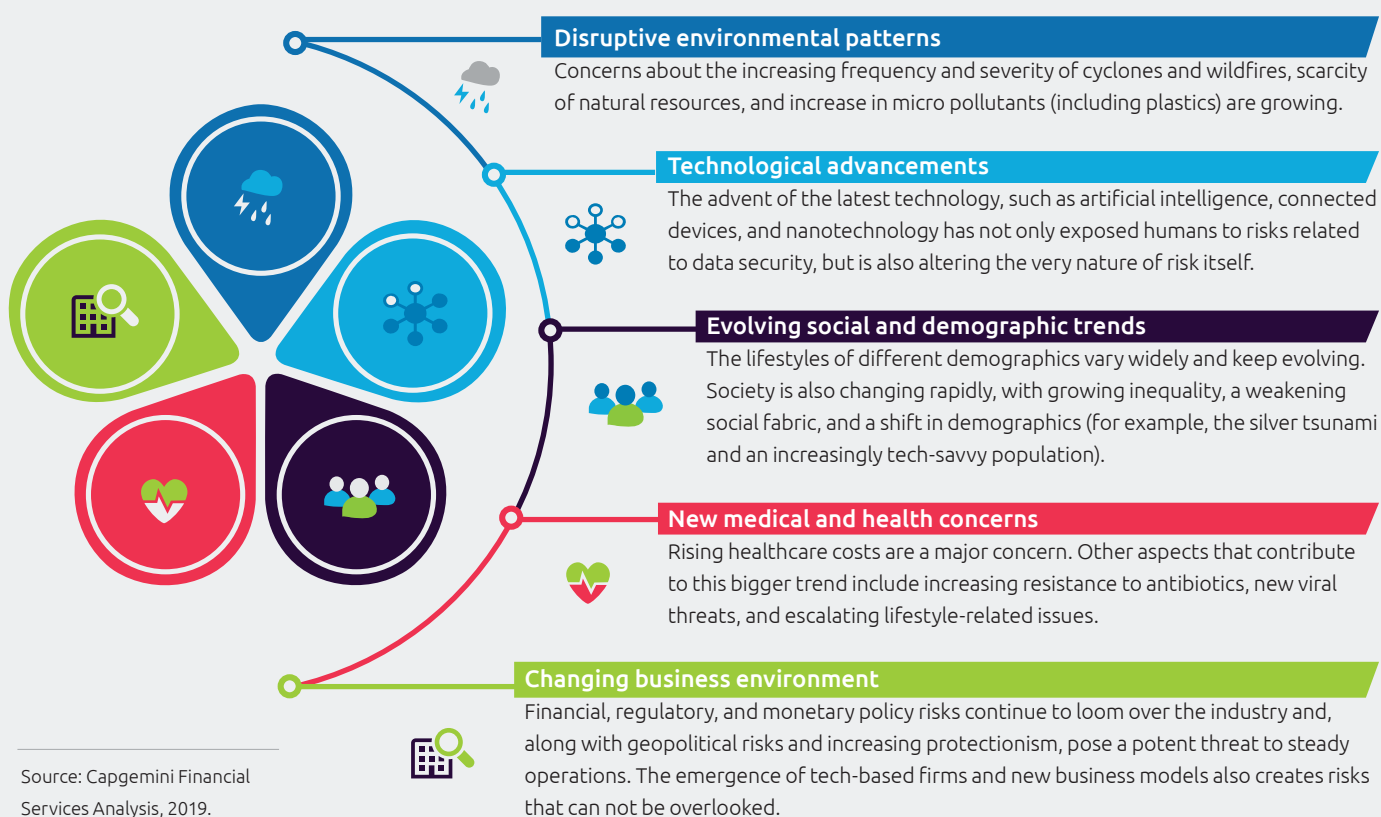 Disruptive environmental patterns
Concerns about the increasing frequency and severity of cyclones and wildfires, scarcity
of natural resources, and increase in micro pollutants (including plastics) are growing.
Technological advancements
The advent of the latest technology, such as artificial intelligence, connected
devices, and nanotechnology has not only exposed humans to risks related
to data security, but is also altering the very nature of risk itself.
Evolving social and demographic trends
The lifestyles of different demographics vary widely and keep evolving.
Society is also changing rapidly, with growing inequality, a weakening
social fabric, and a shift in demographics (for example, the silver tsunami
and an increasingly tech-savvy population).
New medical and health concerns
Rising healthcare costs are a major concern. Other aspects that contribute
to this bigger trend include increasing resistance to antibiotics, new viral
threats, and escalating lifestyle-related issues.
Changing business environment
Financial, regulatory, and monetary policy risks continue to loom over the industry and,
along with geopolitical risks and increasing protectionism, pose a potent threat to steady
operations. The emergence of tech-based firms and new business models also creates risks
that can not be overlooked.
Source: Capgemini Financial
Services Analysis, 2019.